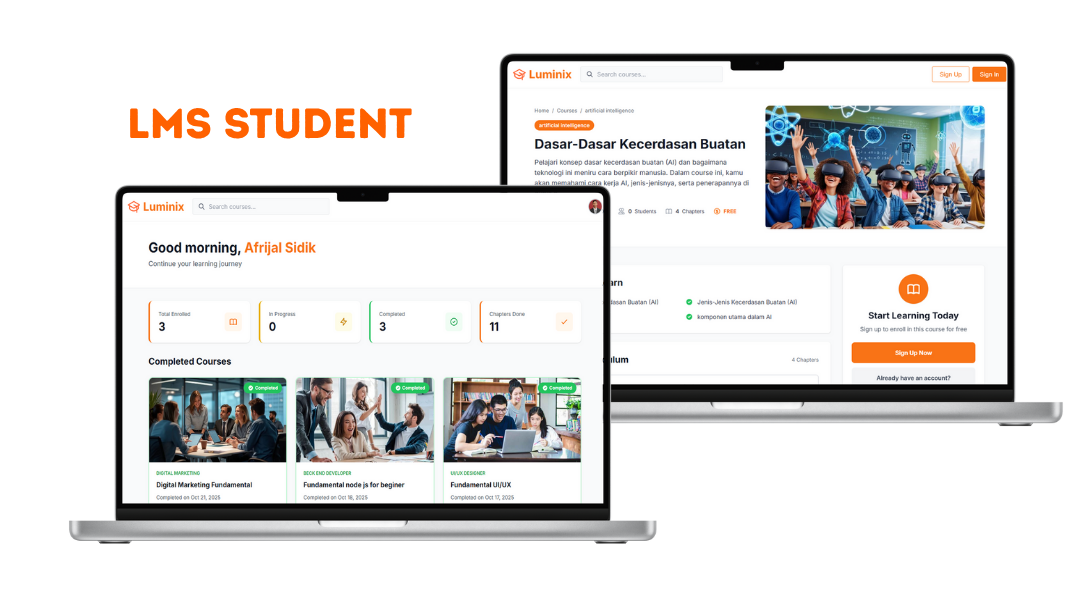 LMS STUDENT
Luminix
Search courses...
Sign Up
Sign In
Home / Courses / artificial intelligence
artificial intelligence
Dasar-Dasar Kecerdasan Buatan
Pelajari konsep dasar kecerdasan buatan (AI) dan bagaimana
teknologi ini meniru cara berpikir manusia. Dalam course ini, kamu
akan memahami cara kerja AI, jenis-jenisnya, serta penerapannya di
0 Students
4 Chapters
FREE
arn
dasan Buatan (AI)
Jenis-Jenis Kecerdasan Buatan (AI)
komponen utama dalam AI
ulum
4 Chapters
Start Learning Today
Sign up to enroll in this course for free
Sign Up Now
Already have an account?
Luminix
Search courses...
Good morning, Afrijal Sidik
Continue your learning journey
Total Enrolled
3
In Progress
0
Completed
3
Chapters Done
11
Completed Courses
Completed
DIGITAL MARKETING
Digital Marketing Fundamental
Completed on Oct 21, 2025
Completed
BECK END DEVELOPER
Fundamental node js for beginer
Completed on Oct 18, 2025
Completed
UI/UX DESIGNER
Fundamental UI/UX
Completed on Oct 17, 2025